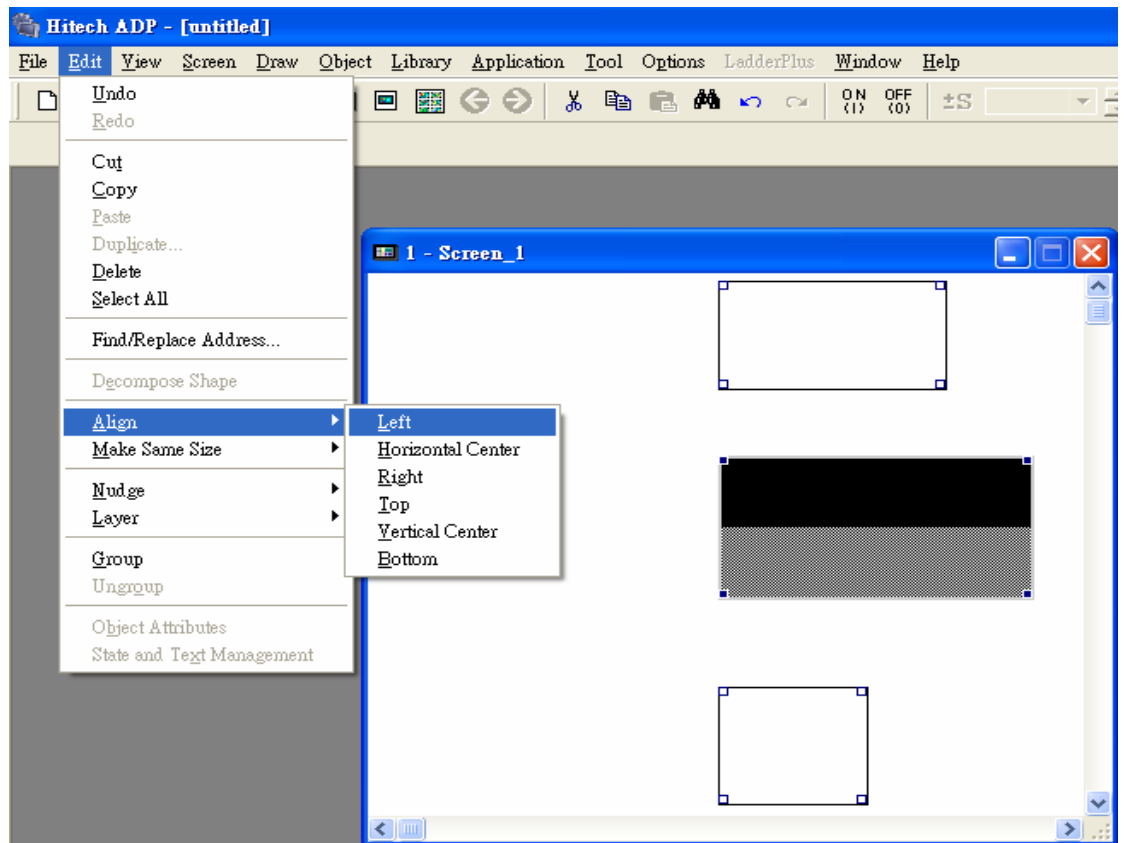 Hitech ADP - [untitled]
File Edit View Screen Draw Object Library Application Tool Options LadderPlus Window Help
ON (1) OFF (0) ±S
Undo
Redo
Cut
Copy
Paste
Duplicate...
Delete
Select All
Find/Replace Address...
Decompose Shape
Align
Make Same Size
Nudge
Layer
Group
Ungroup
Object Attributes
State and Text Management
Left
Horizontal Center
Right
Top
Vertical Center
Bottom
1 - Screen_1